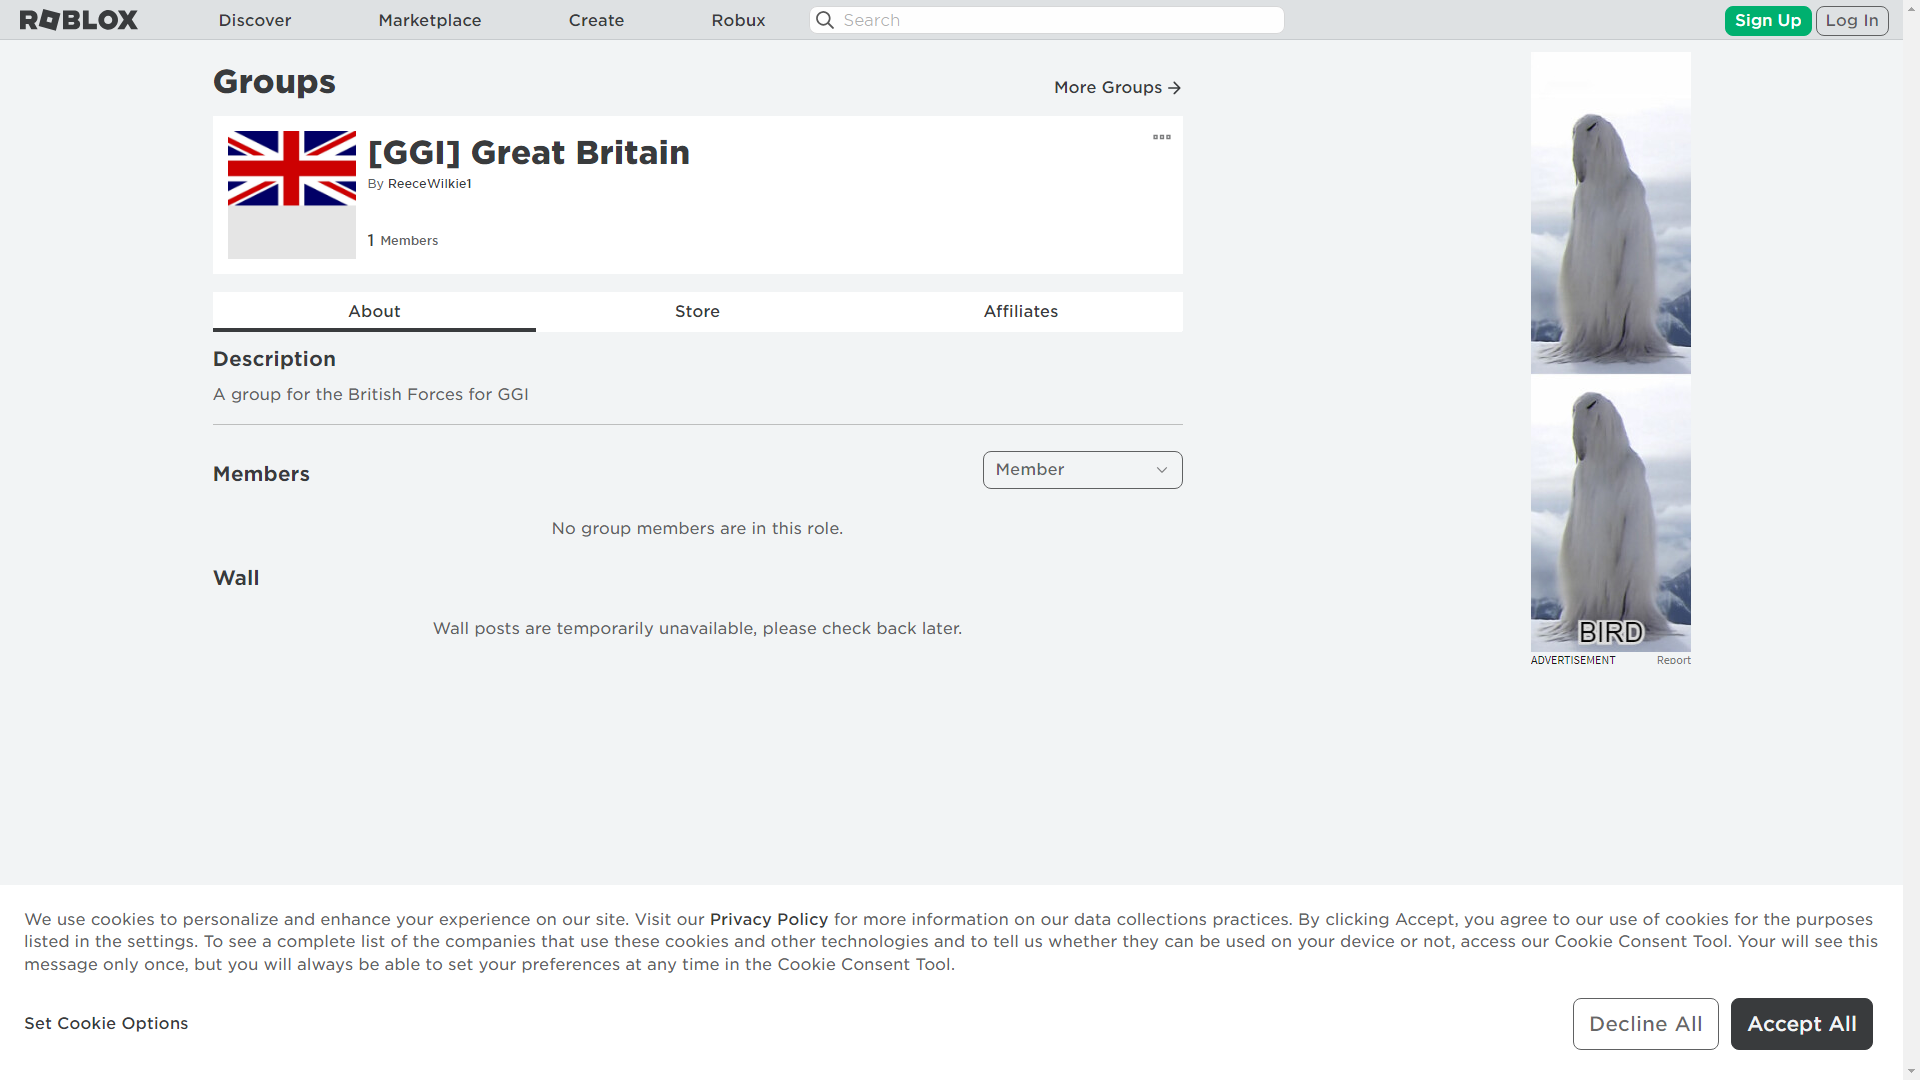 ROBLOX
Discover
Marketplace
Create
Robux
Search
Sign Up
Log In
Groups
More Groups
[GGI] Great Britain
By ReeceWilkie1
1 Members
About
Store
Affiliates
Description
A group for the British Forces for GGI
Members
Member
No group members are in this role.
Wall
Wall posts are temporarily unavailable, please check back later.
BIRD
ADVERTISEMENT
Report
We use cookies to personalize and enhance your experience on our site. Visit our Privacy Policy for more information on our data collections practices. By clicking Accept, you agree to our use of cookies for the purposes
listed in the settings. To see a complete list of the companies that use these cookies and other technologies and to tell us whether they can be used on your device or not, access our Cookie Consent Tool. Your will see this
message only once, but you will always be able to set your preferences at any time in the Cookie Consent Tool.
Set Cookie Options
Decline All
Accept All